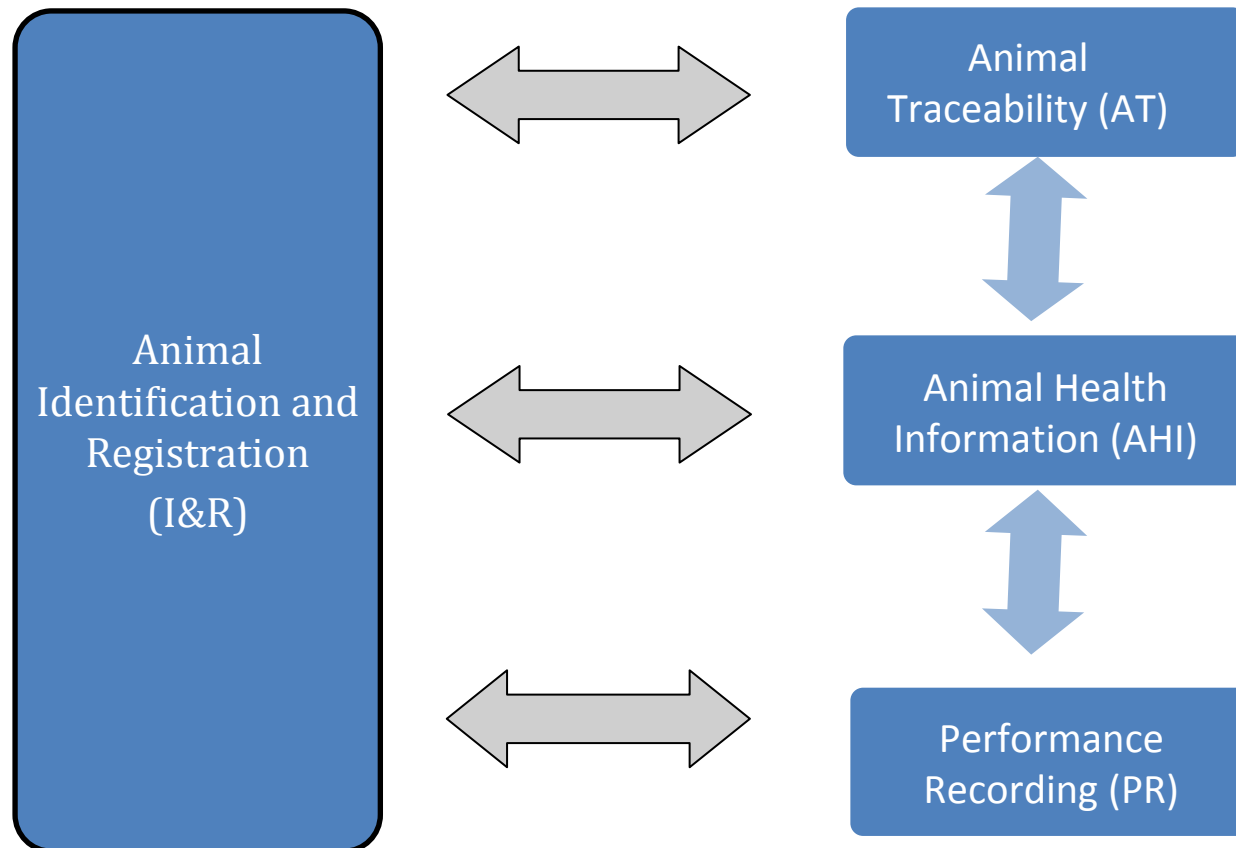 Animal
Identification and
Registration
(I&R)
Animal
Traceability (AT)
Animal Health
Information (AHI)
Performance
Recording (PR)